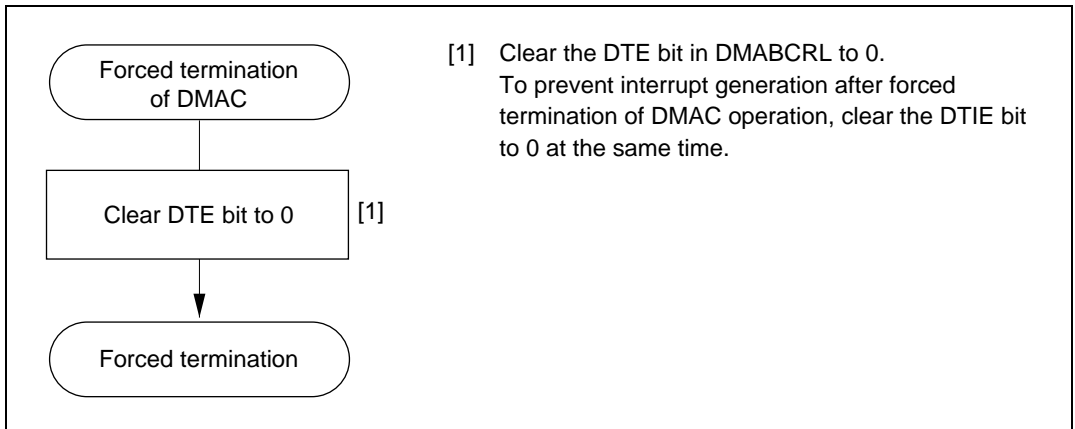 Forced termination
of DMAC
Clear DTE bit to 0
[1]
Forced termination
[1] Clear the DTE bit in DMABCRL to 0.
To prevent interrupt generation after forced
termination of DMAC operation, clear the DTIE bit
to 0 at the same time.